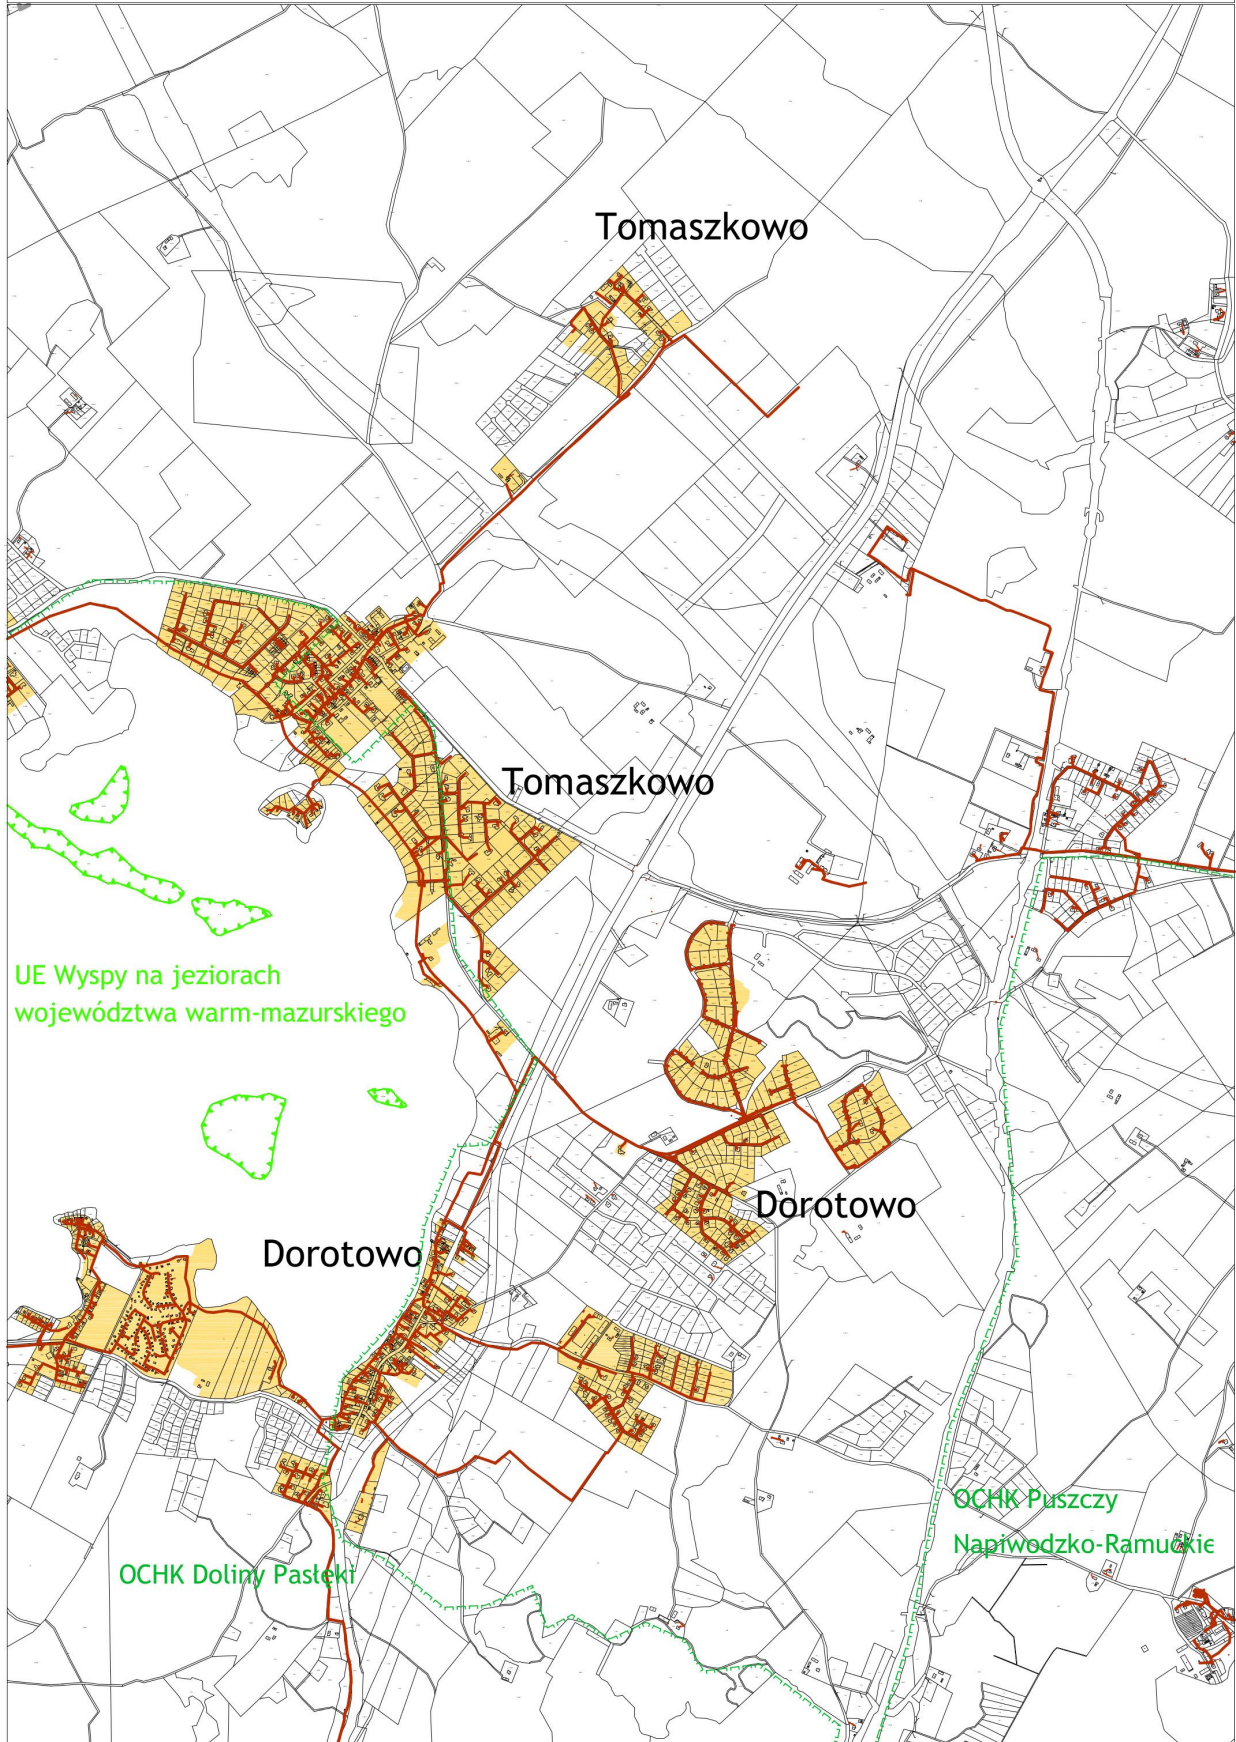 Tomaszkowo
Tomaszkowo
UE Wyspy na jeziorach
województwa warm-mazurskiego
Dorotowo
Dorotowo
OCHK Puszczy
Napiwodzko-Ramuckie
OCHK Doliny Pasłęki